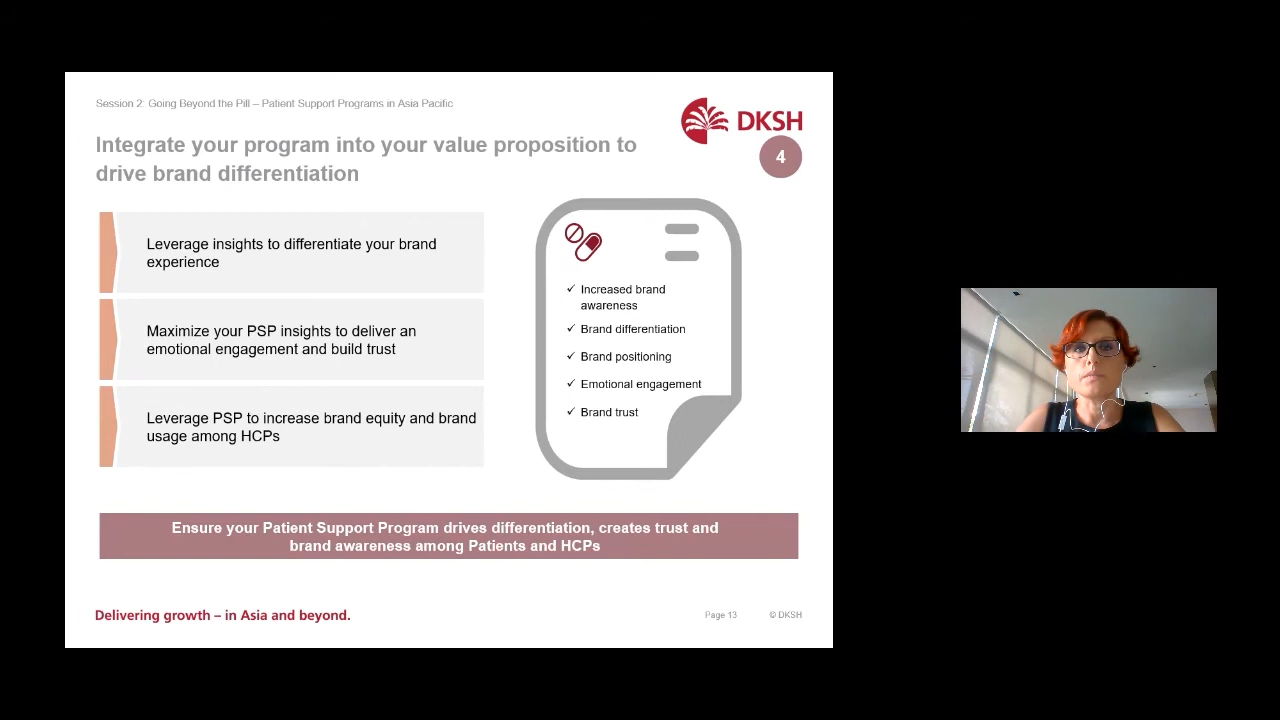 Session 2: Going Beyond the Pill – Patient Support Programs in Asia Pacific
DKSH
Integrate your program into your value proposition to
drive brand differentiation
4
Leverage insights to differentiate your brand
experience
Maximize your PSP insights to deliver an
emotional engagement and build trust
Leverage PSP to increase brand equity and brand
usage among HCPs
✓ Increased brand
awareness
✓ Brand differentiation
✓ Brand positioning
✓ Emotional engagement
✓ Brand trust
Ensure your Patient Support Program drives differentiation, creates trust and
brand awareness among Patients and HCPs
Delivering growth – in Asia and beyond.
Page 13
© DKSH